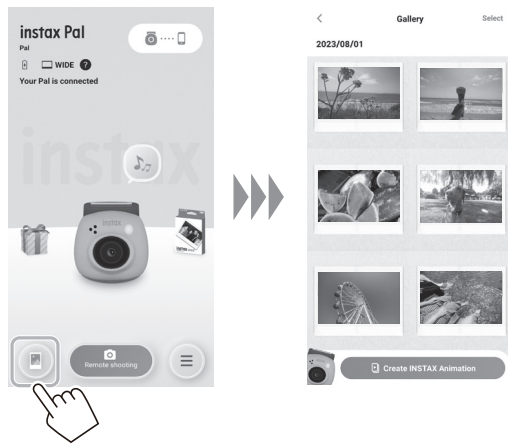 instax Pal
Pal
WIDE ?
Your Pal is connected
instax
instax
Remote shooting
Gallery
Select
2023/08/01
Create INSTAX Animation